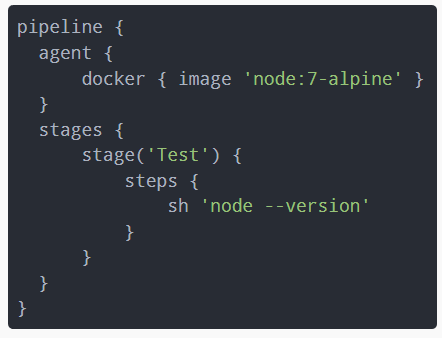 pipeline {
  agent {
      docker { image 'node:7-alpine' }
  }
  stages {
      stage('Test') {
          steps {
              sh 'node --version'
          }
      }
  }
}